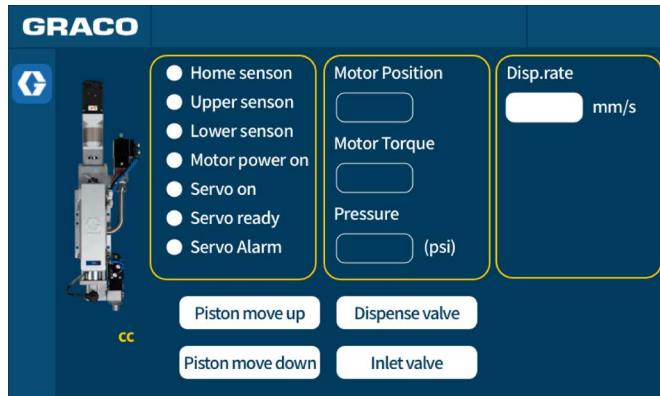 GRACO
Home senson
Upper senson
Lower senson
Motor power on
Servo on
Servo ready
Servo Alarm
Motor Position
Motor Torque
Pressure
(psi)
Disp.rate
mm/s
CC
Piston move up
Dispense valve
Piston move down
Inlet valve